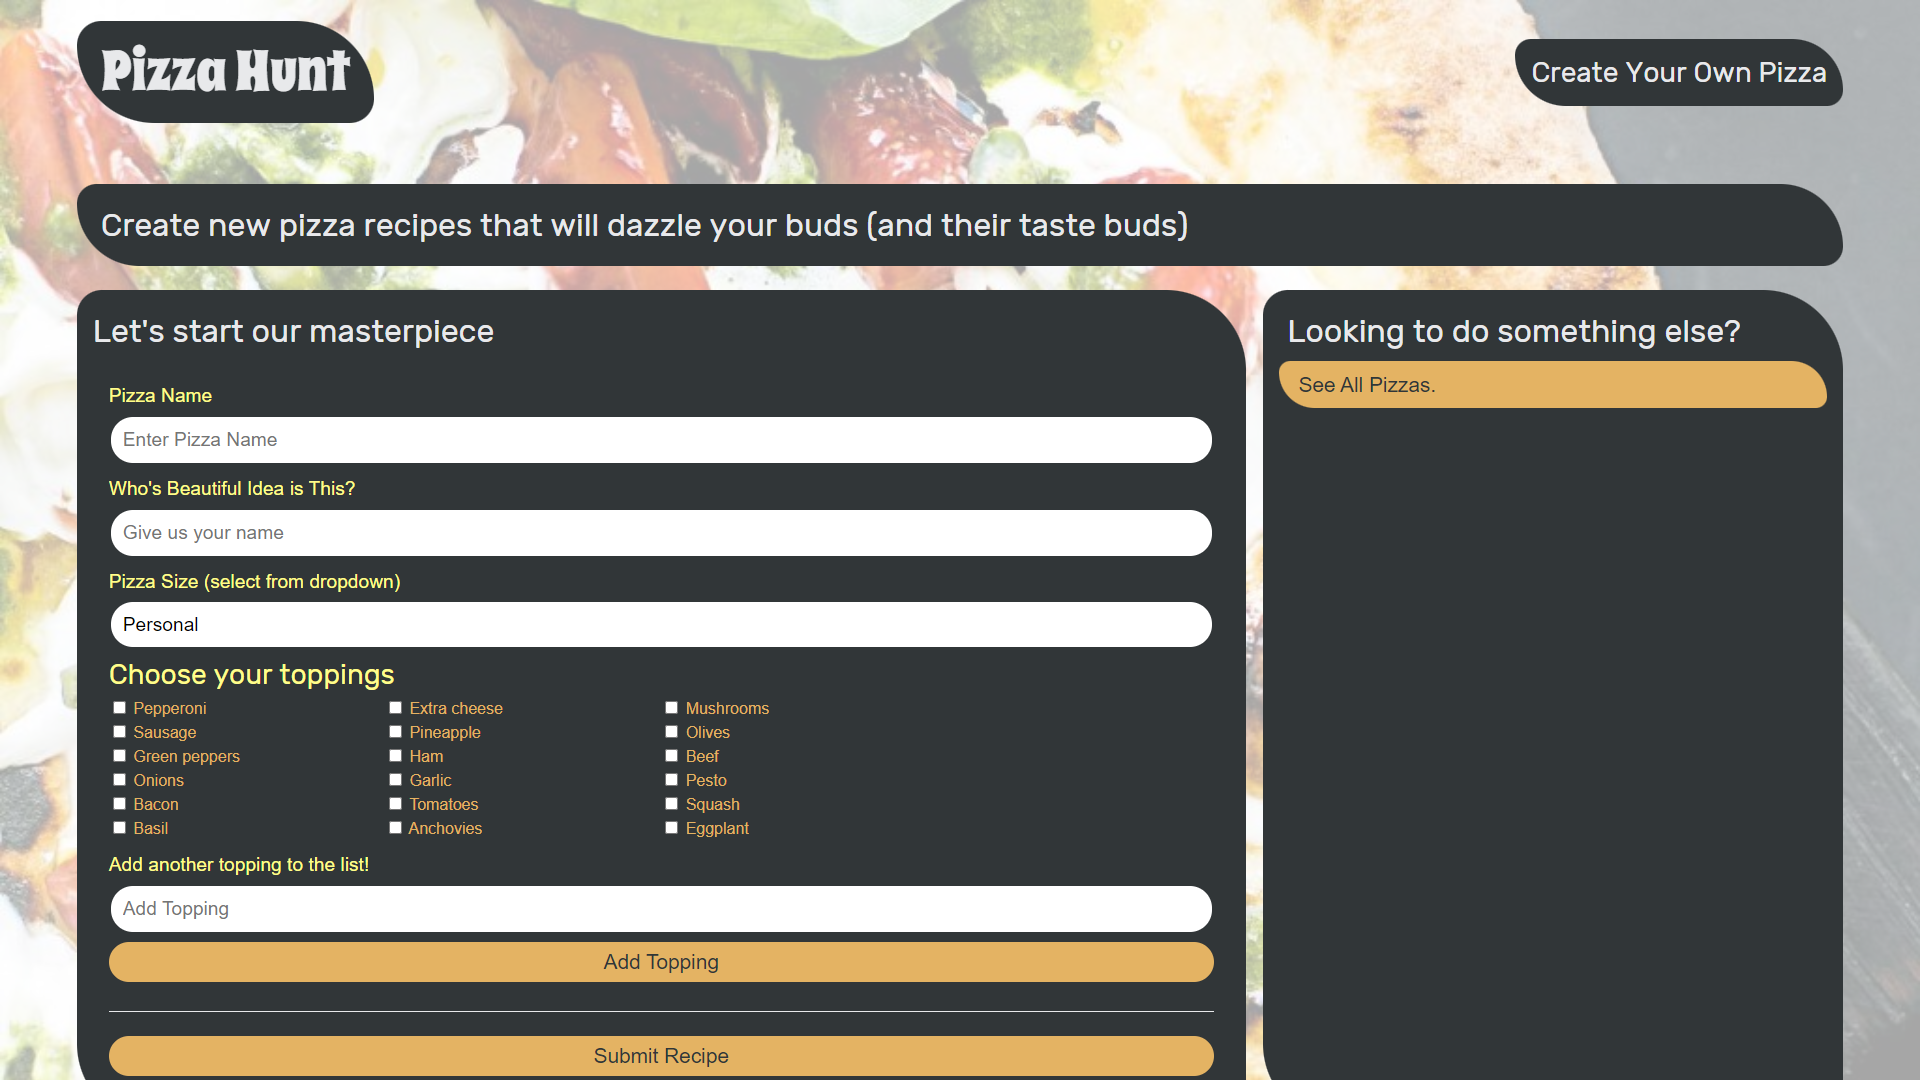 Pizza Hunt
Create Your Own Pizza
Create new pizza recipes that will dazzle your buds (and their taste buds)
Let's start our masterpiece
Pizza Name
Enter Pizza Name
Who's Beautiful Idea is This?
Give us your name
Pizza Size (select from dropdown)
Personal
Choose your toppings
Pepperoni
Extra cheese
Mushrooms
Sausage
Pineapple
Olives
Green peppers
Ham
Beef
Onions
Garlic
Pesto
Bacon
Tomatoes
Squash
Basil
Anchovies
Eggplant
Add another topping to the list!
Add Topping
Add Topping
Submit Recipe
Looking to do something else?
See All Pizzas.